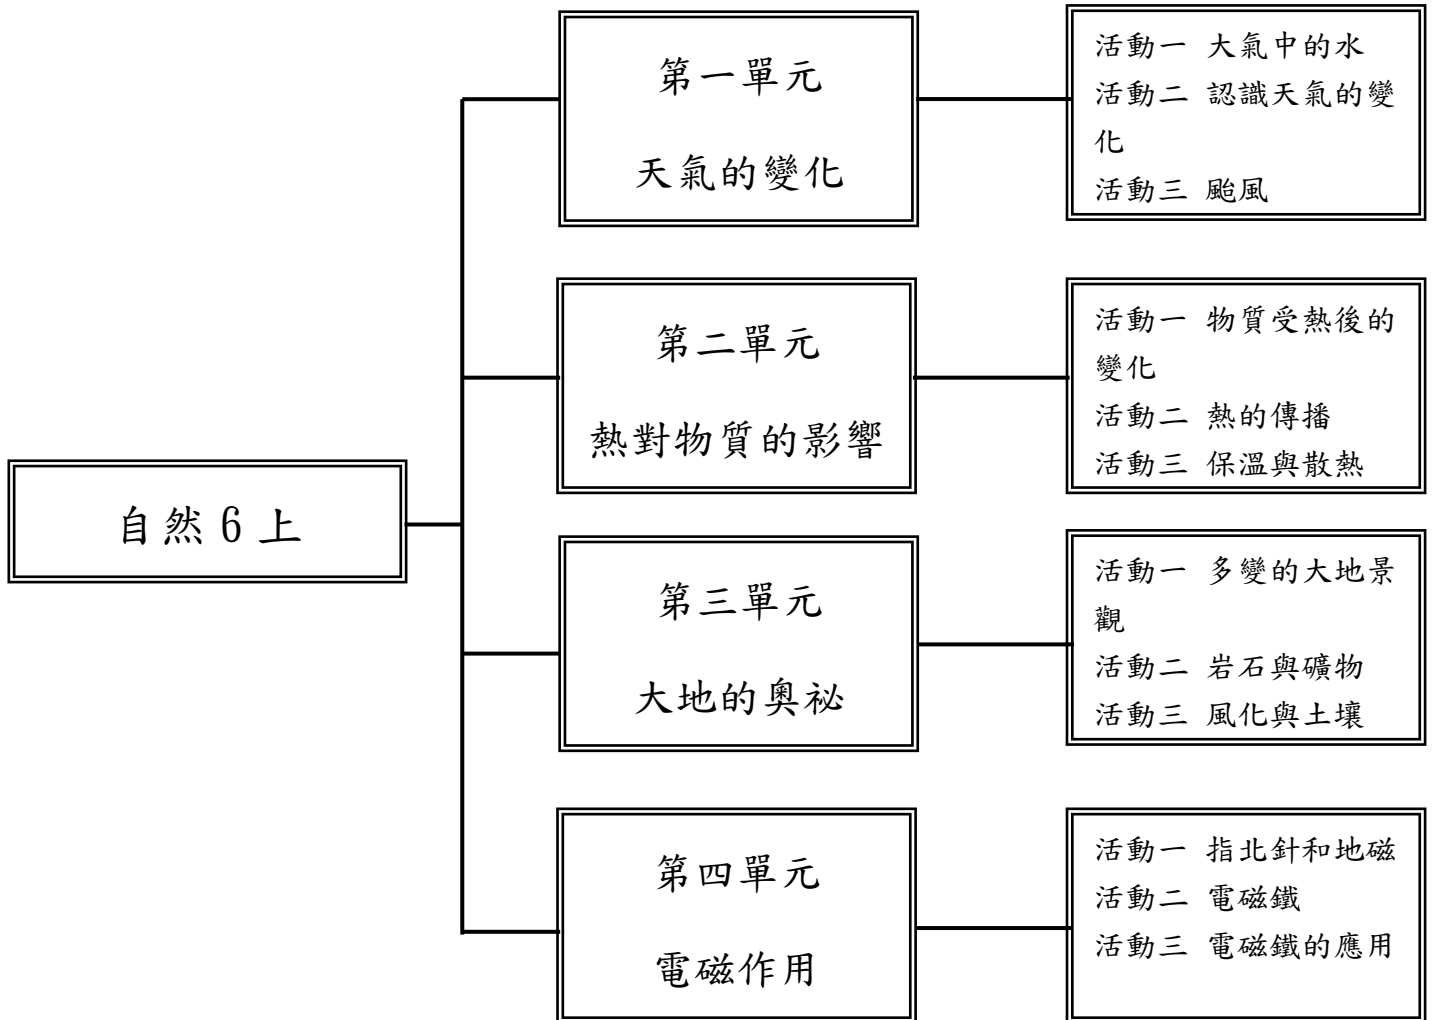 第一單元
天氣的變化
活動一 大氣中的水
活動二 認識天氣的變
化
活動三 颱風
第二單元
熱對物質的影響
活動一 物質受熱後的
變化
活動二 熱的傳播
活動三 保溫與散熱
自然 6 上
第三單元
大地的奧祕
活動一 多變的大地景
觀
活動二 岩石與礦物
活動三 風化與土壤
第四單元
電磁作用
活動一 指北針和地磁
活動二 電磁鐵
活動三 電磁鐵的應用